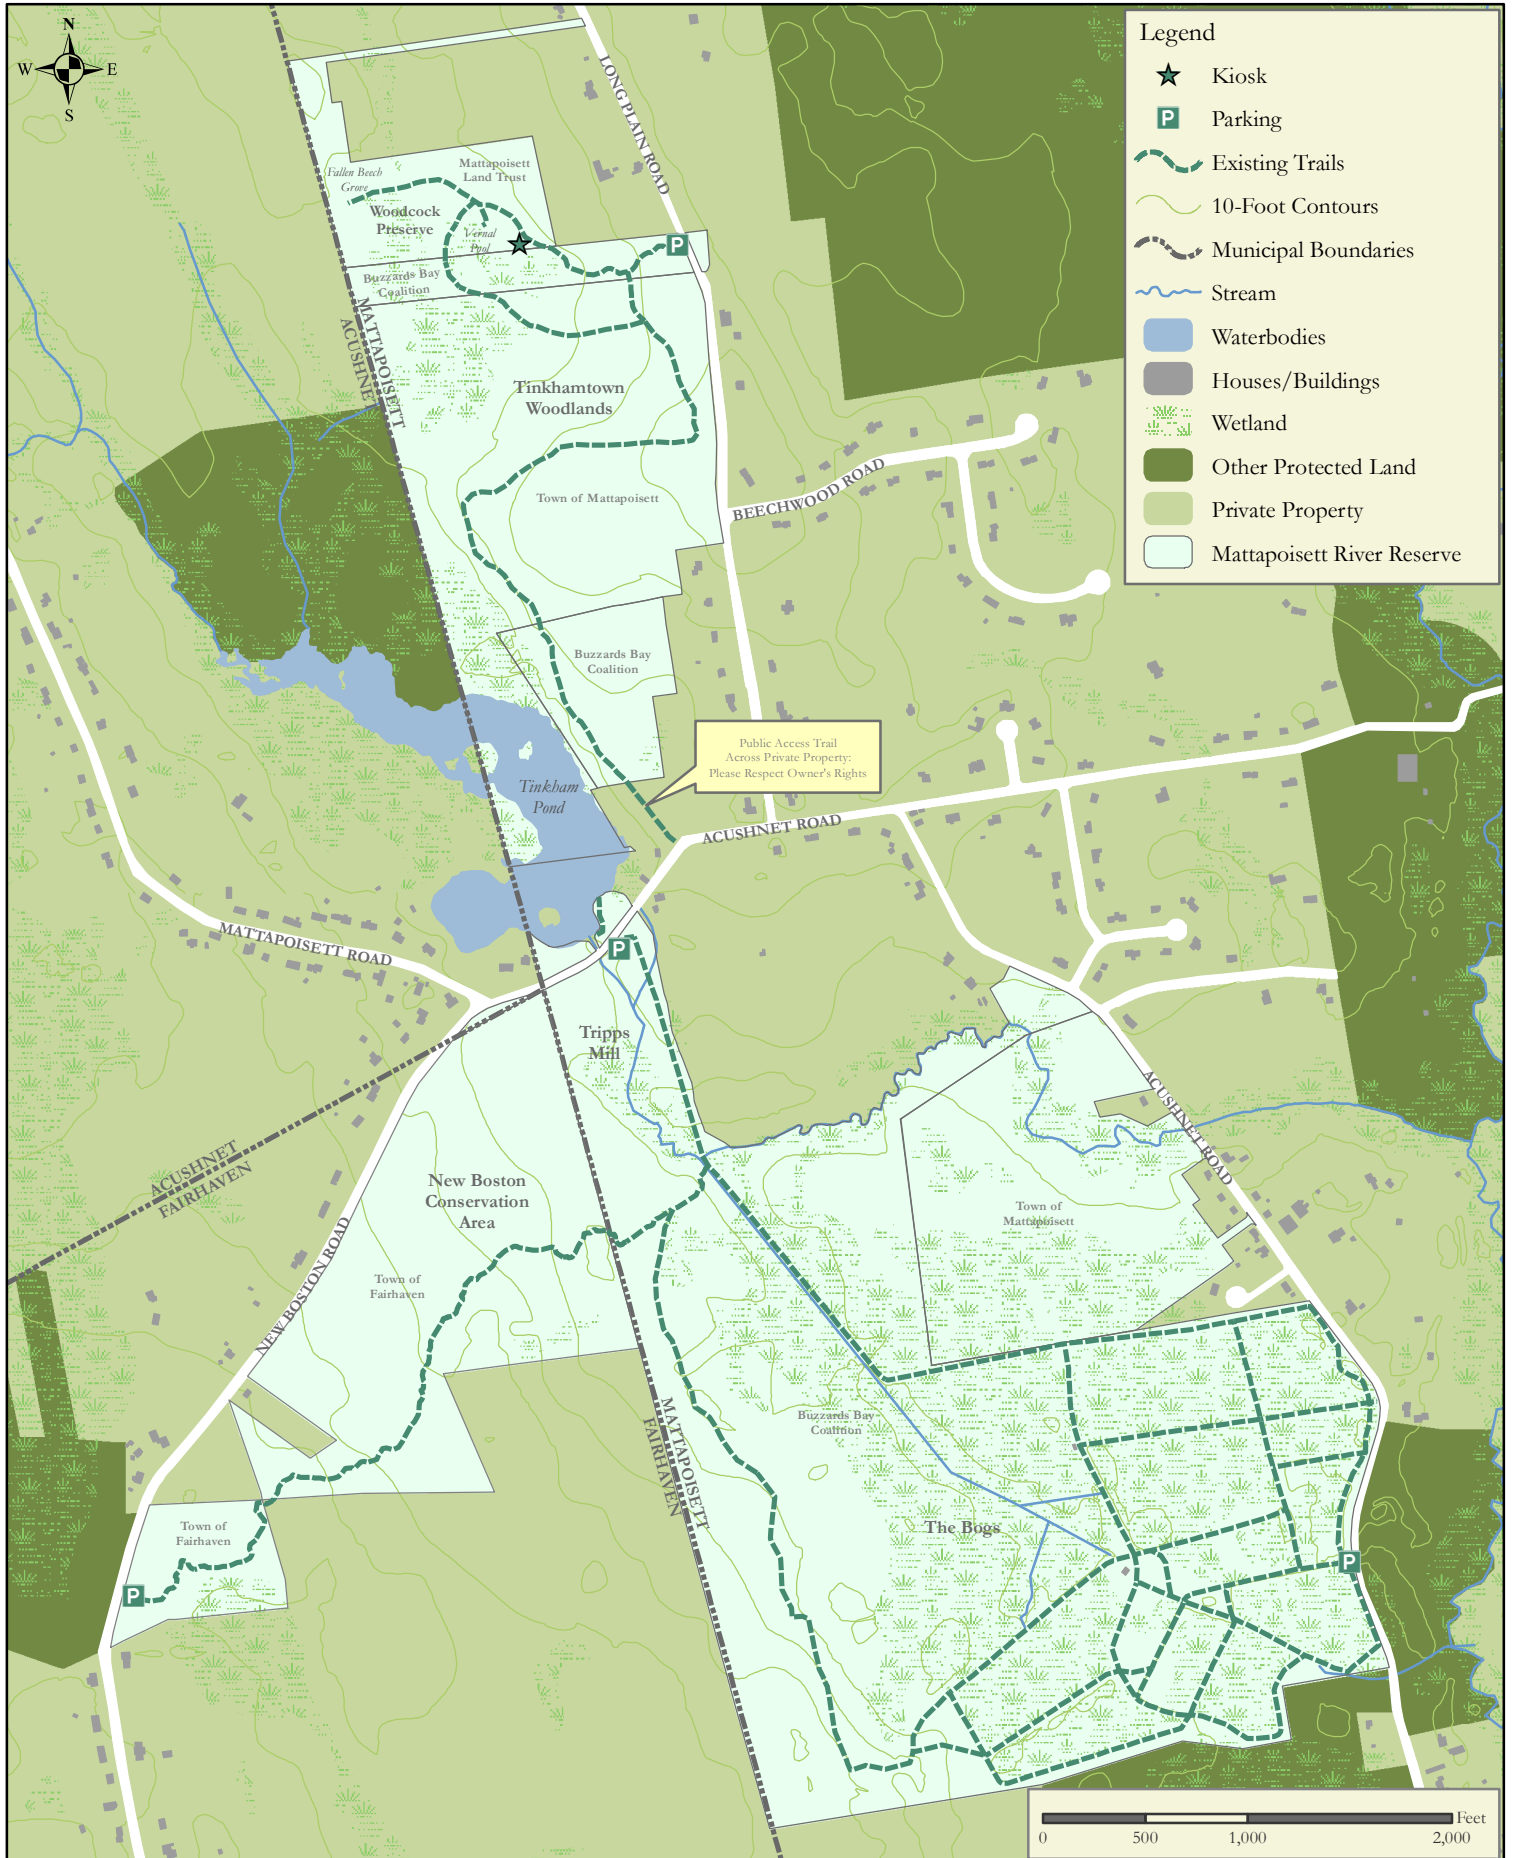 N
W
E
S
Legend
Kiosk
P
Parking
Existing Trails
10-Foot Contours
Municipal Boundaries
Stream
Waterbodies
Houses/Buildings
Wetland
Other Protected Land
Private Property
Mattapoisett River Reserve
LONG PLAIN ROAD
Mattapoisett
Land Trust
Fallen Beech
Grove
Woodcock
Preserve
Vernal
Pool
P
Buzzards Bay
Coalition
MATTAPOISETT
ACUSHNET
Tinkhamtown
Woodlands
Town of Mattapoisett
BEECHWOOD ROAD
Buzzards Bay
Coalition
Public Access Trail
Across Private Property:
Please Respect Owner's Rights
Tinkham
Pond
ACUSHNET ROAD
MATTAPOISETT ROAD
P
Tripps
Mill
ACUSHNET ROAD
ACUSHNET
FAIRHAVEN
New Boston
Conservation
Area
Town of
Mattapoisett
Town of
Fairhaven
NEW BOSTON ROAD
MATTAPOISETT
FAIRHAVEN
Buzzards Bay
Coalition
The Bogs
Town of
Fairhaven
P
P
Feet
0
500
1,000
2,000